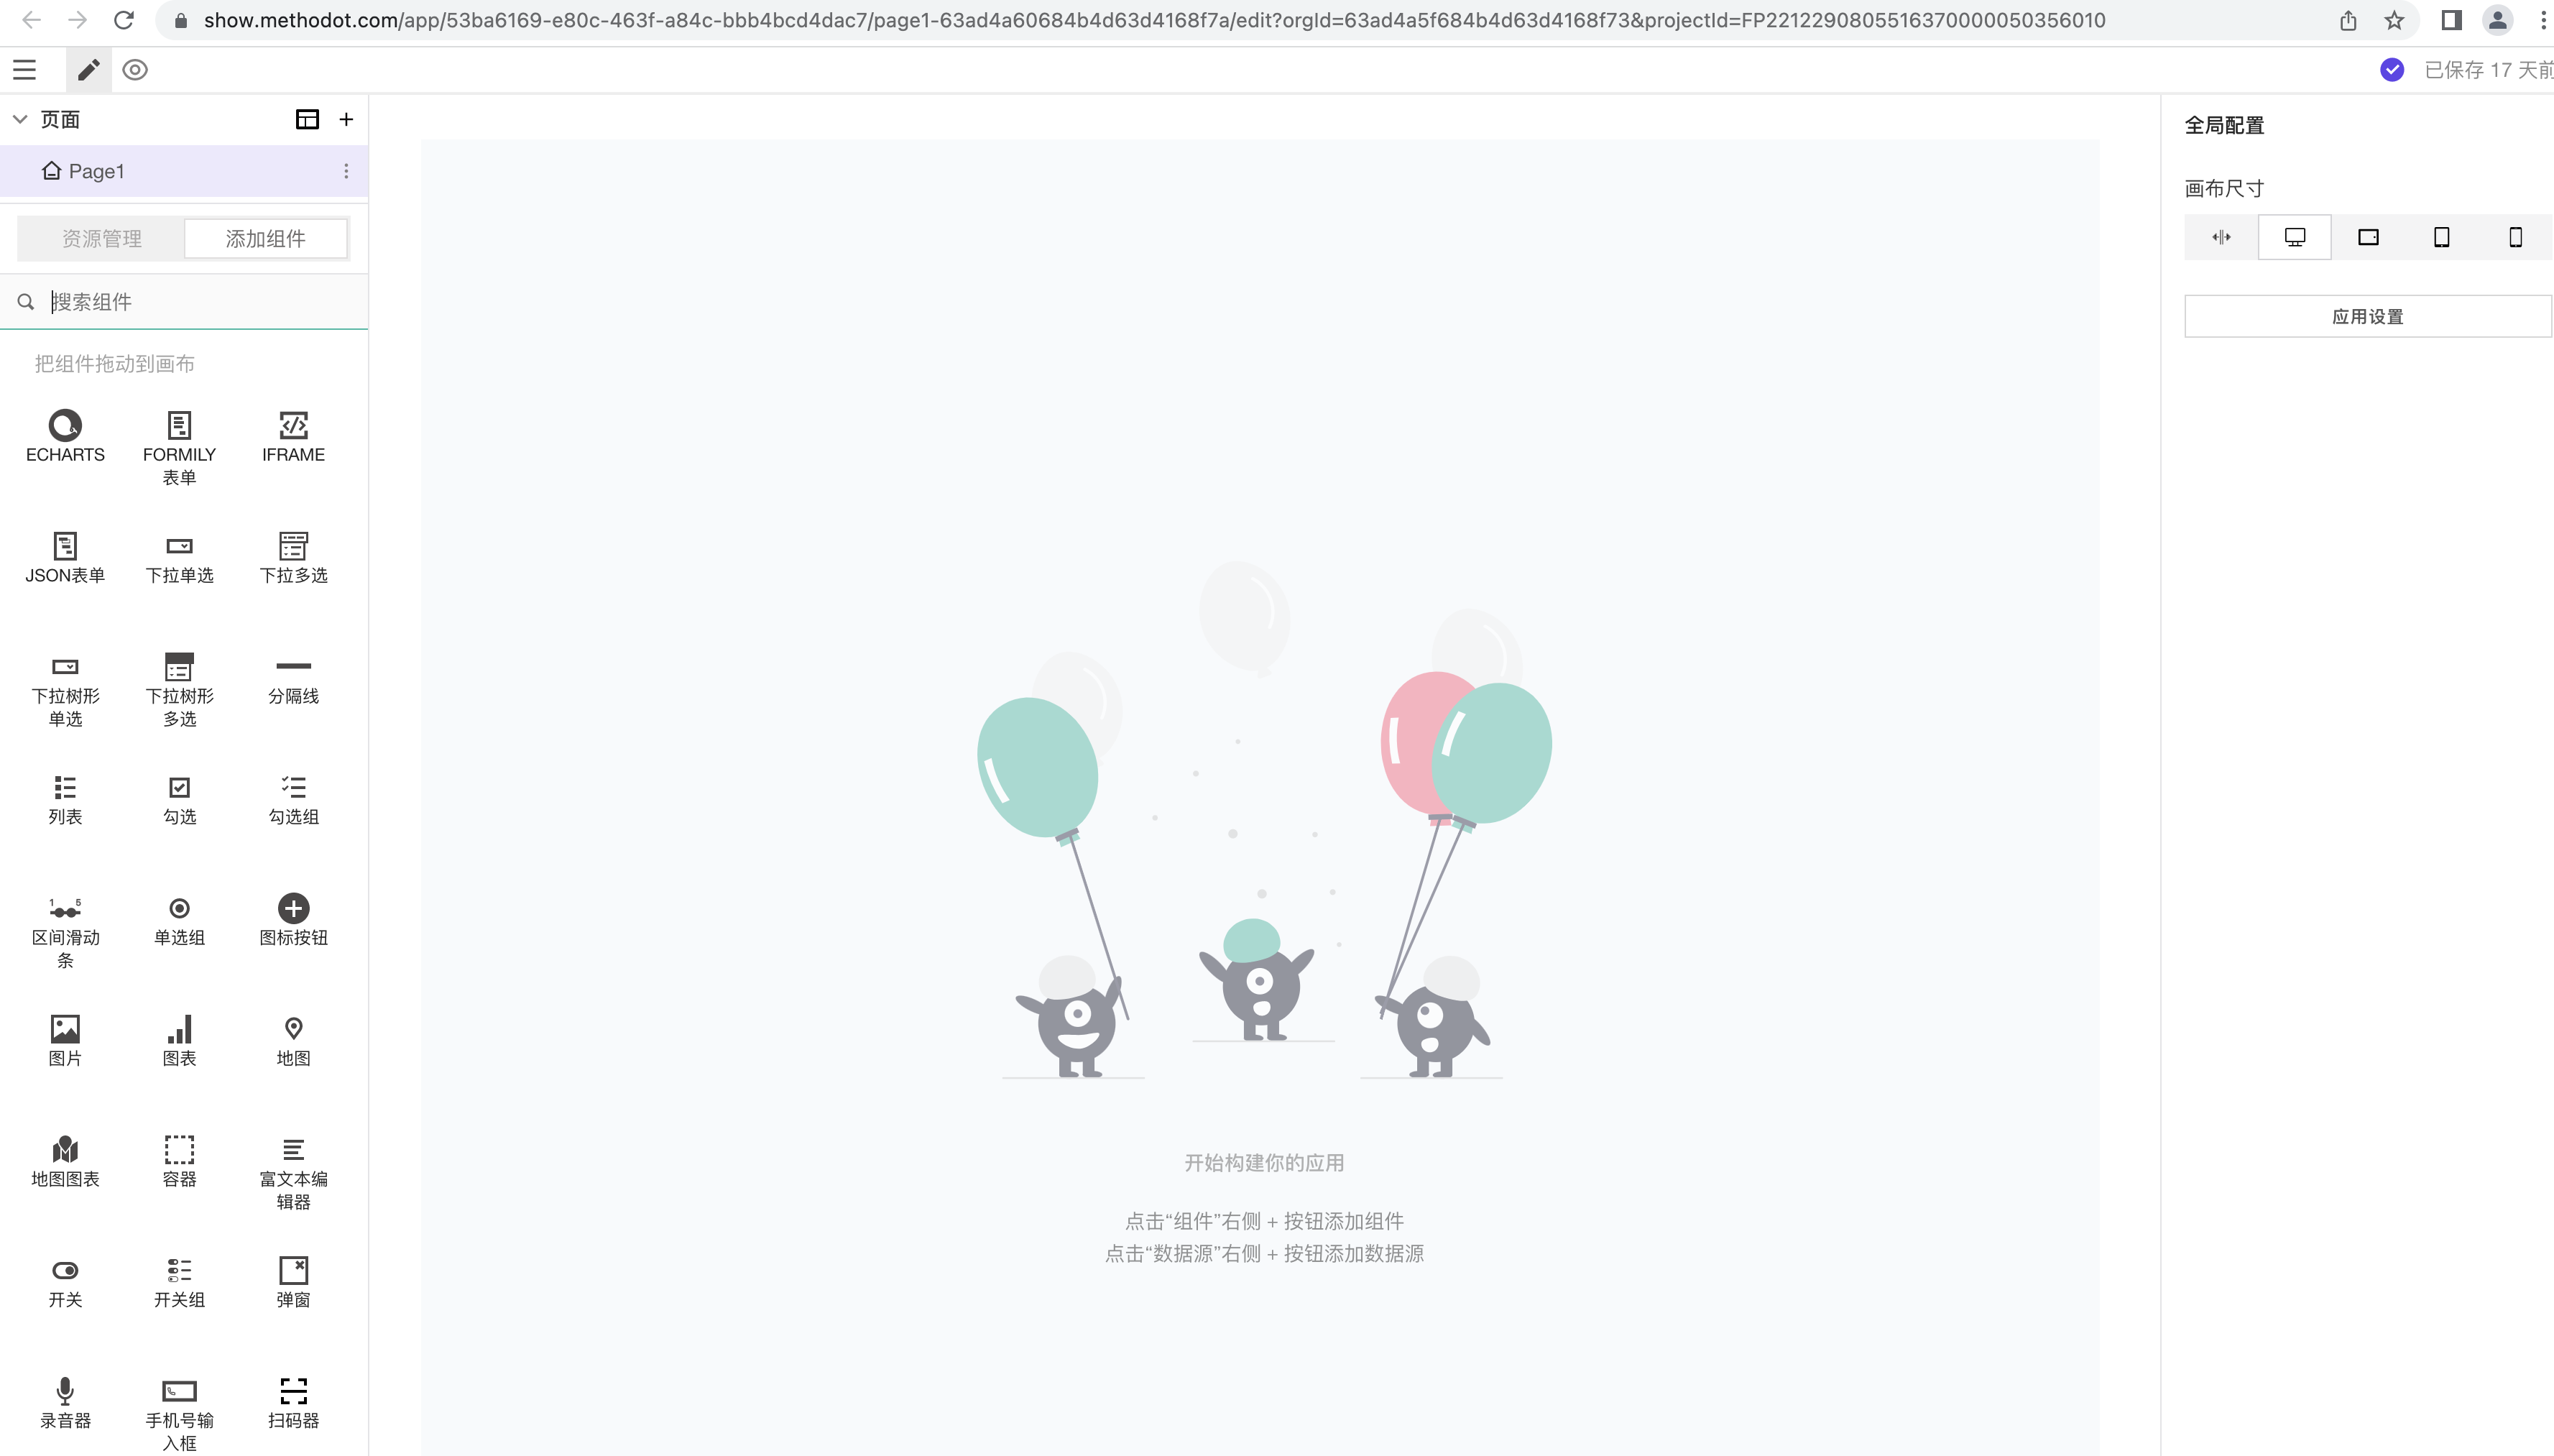 show.methodot.com/app/53ba6169-e80c-463f-a84c-bbb4bcd4dac7/page1-63ad4a60684b4d63d4168f7a/edit?orgId=63ad4a5f684b4d63d4168f73&projectId=FP2212290805516370000050356010
已保存 17 天前
页面
Page1
资源管理 添加组件
搜索组件
把组件拖动到画布
ECHARTS
FORMILY
表单
IFRAME
JSON表单
下拉单选
下拉多选
下拉树形
单选
下拉树形
多选
分隔线
列表
勾选
勾选组
1 5
区间滑动
条
单选组
图标按钮
图片
图表
地图
地图图表
容器
富文本编
辑器
开关
开关组
弹窗
录音器
手机号输
入框
扫码器
开始构建你的应用
点击“组件”右侧 + 按钮添加组件
点击“数据源”右侧 + 按钮添加数据源
全局配置
画布尺寸
应用设置